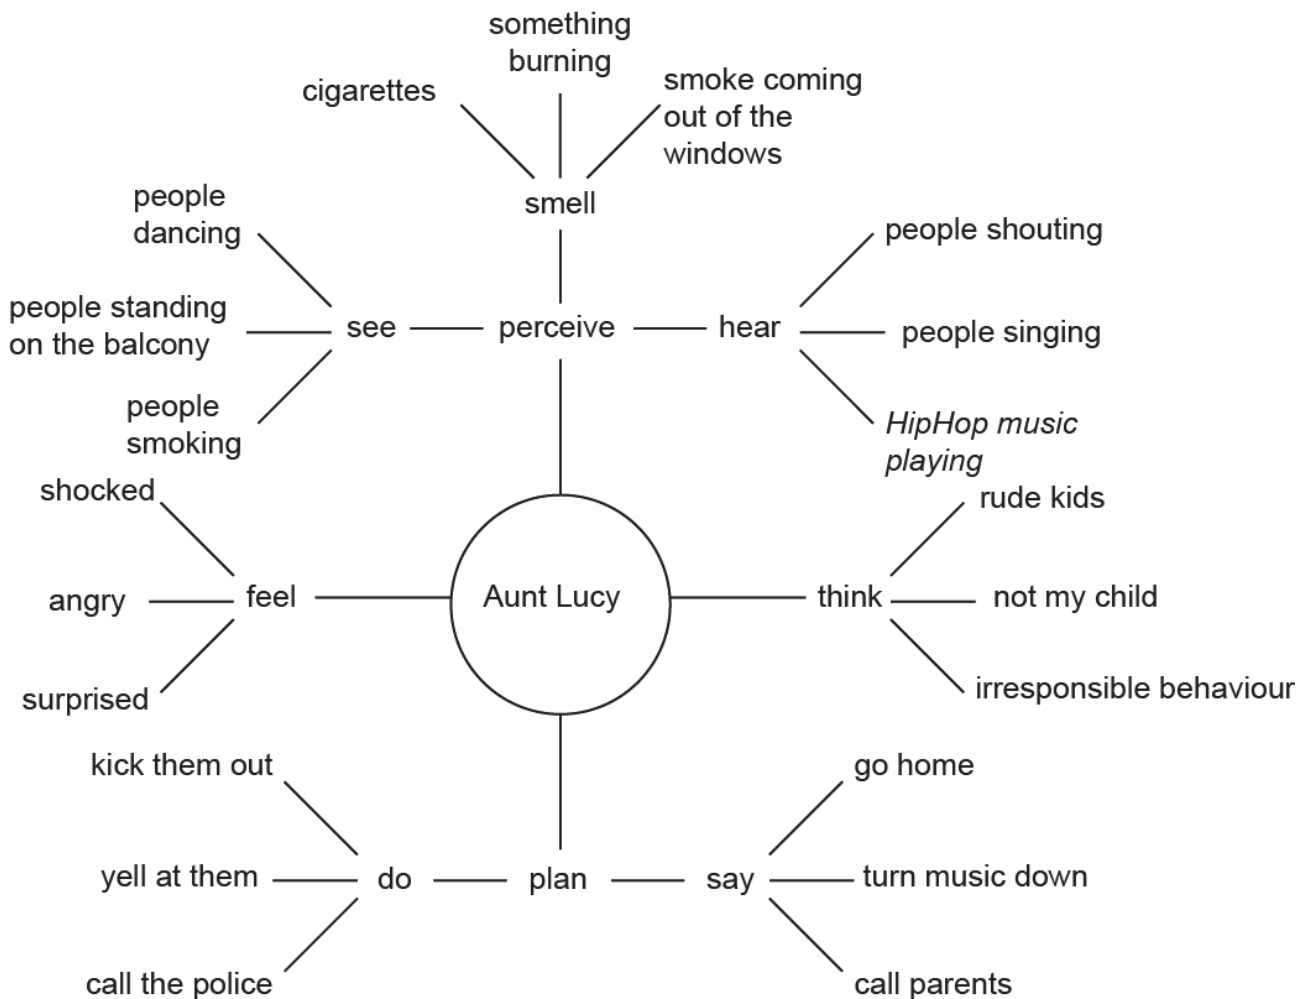 something
burning
cigarettes
smoke coming
out of the
windows
smell
people
dancing
people shouting
people standing
on the balcony
see
perceive
hear
people singing
people
smoking
HipHop music
playing
shocked
rude kids
angry
feel
Aunt Lucy
think
not my child
surprised
irresponsible behaviour
kick them out
go home
yell at them
do
plan
say
turn music down
call the police
call parents